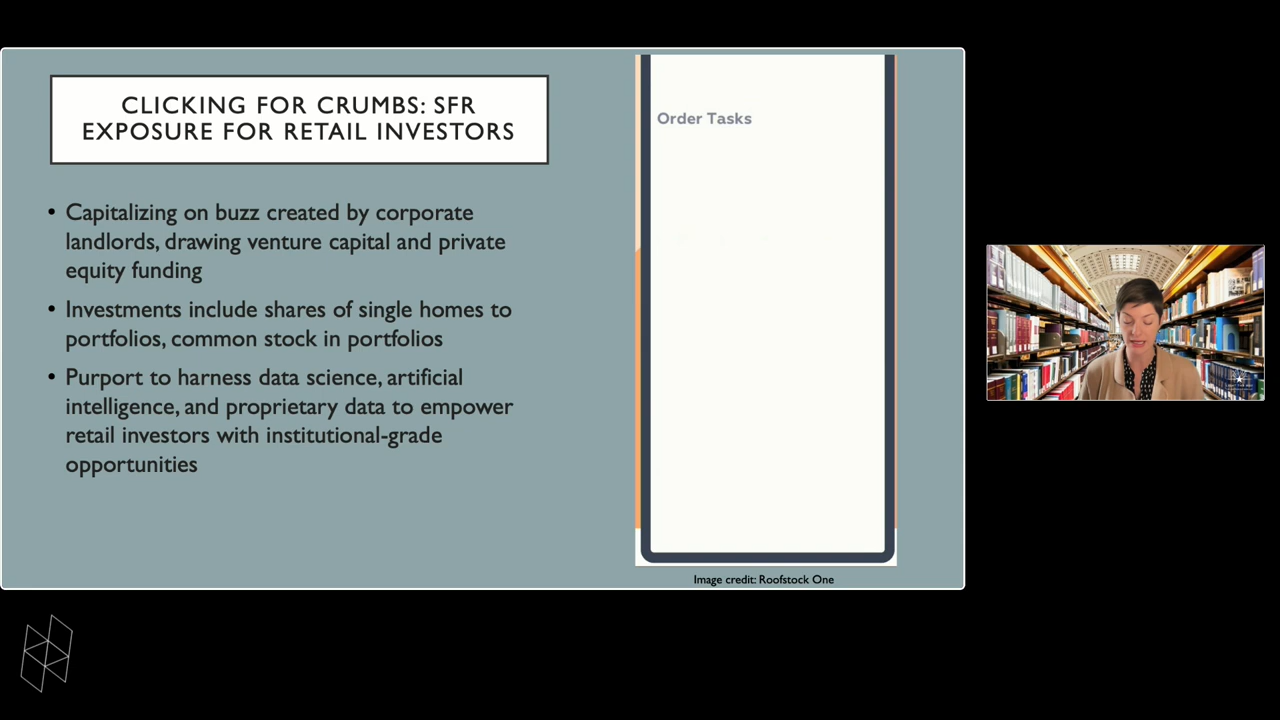 CLICKING FOR CRUMBS: SFR
EXPOSURE FOR RETAIL INVESTORS
• Capitalizing on buzz created by corporate
landlords, drawing venture capital and private
equity funding
• Investments include shares of single homes to
portfolios, common stock in portfolios
• Purport to harness data science, artificial
intelligence, and proprietary data to empower
retail investors with institutional-grade
opportunities
Order Tasks
Image credit: Roofstock One